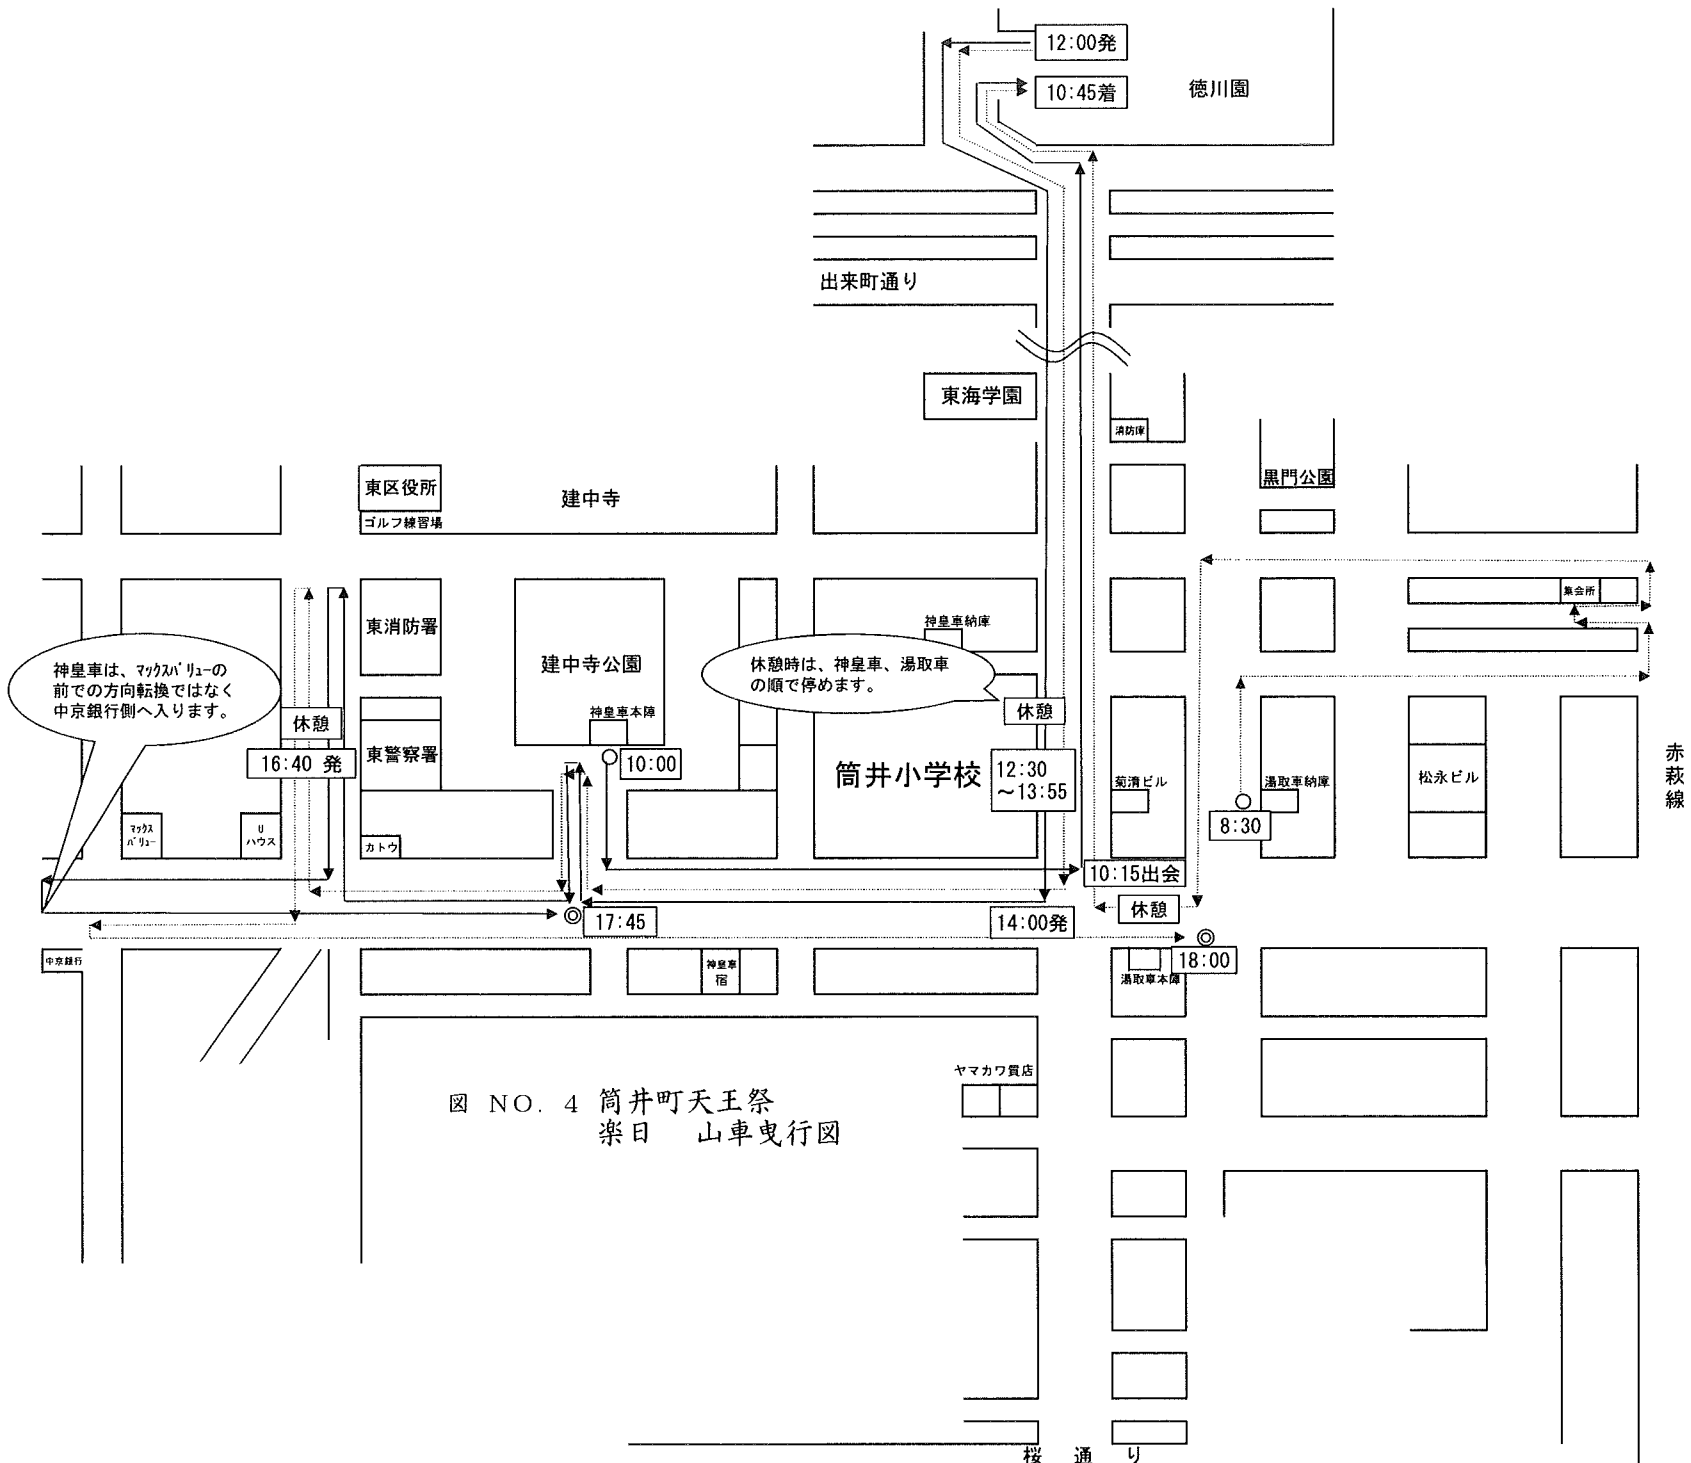 12:00発
10:45着
徳川園
出来町通り
東海学園
消防庫
黒門公園
東区役所
ゴルフ練習場
建中寺
集会所
東消防署
建中寺公園
神皇車納庫
神皇車は、マックスバリューの
前での方向転換ではなく
中京銀行側へ入ります。
休憩時は、神皇車、湯取車
の順で停めます。
休憩
休憩
神皇車本陣
16:40 発
東警察署
10:00
筒井小学校
12:30
～13:55
菊清ビル
湯取車納庫
松永ビル
赤萩線
8:30
マックス
バリュー
U
ハウス
カトウ
10:15出会
休憩
17:45
14:00発
中京銀行
神皇車
宿
18:00
湯取車本陣
ヤマカワ質店
図 NO. 4 筒井町天王祭
楽日 山車曳行図
桜通り